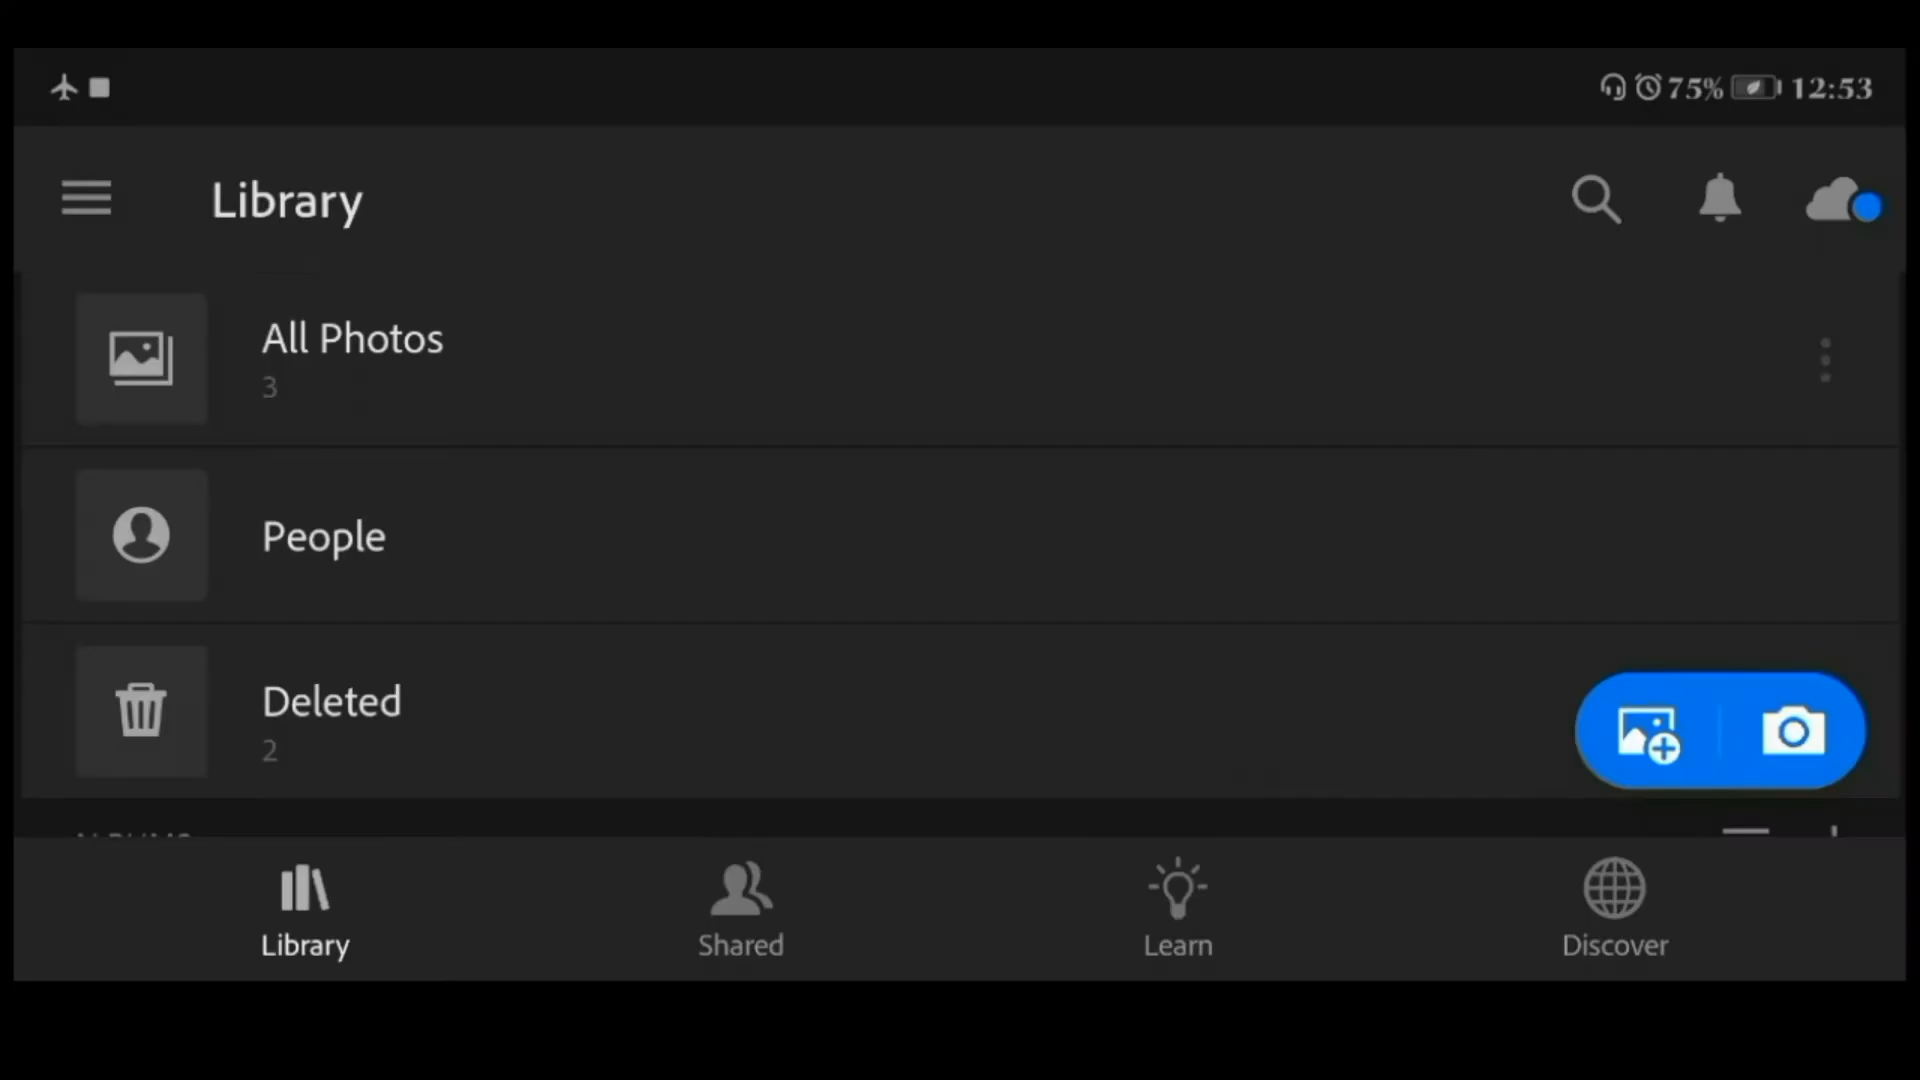 75% 12:53
Library
All Photos
3
People
Deleted
2
Library Shared Learn Discover